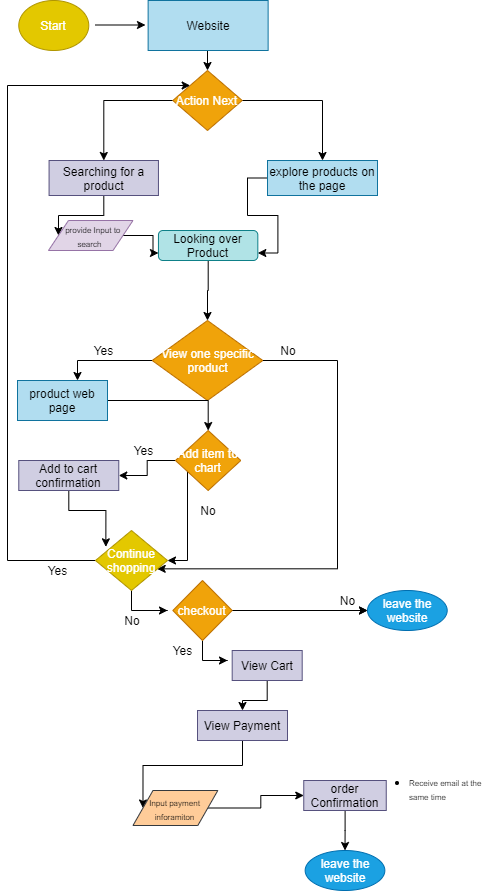 Start
Website
Action Next
Searching for a
product
explore products on
the page
provide Input to
search
Looking over
Product
View one specific
product
Yes
No
product web
page
Add item to
chart
Yes
Add to cart
confirmation
No
Continue
shopping
Yes
No
checkout
No
leave the
website
Yes
View Cart
View Payment
Input payment
inforamiton
order
Confirmation
Receive email at the
same time
leave the
website